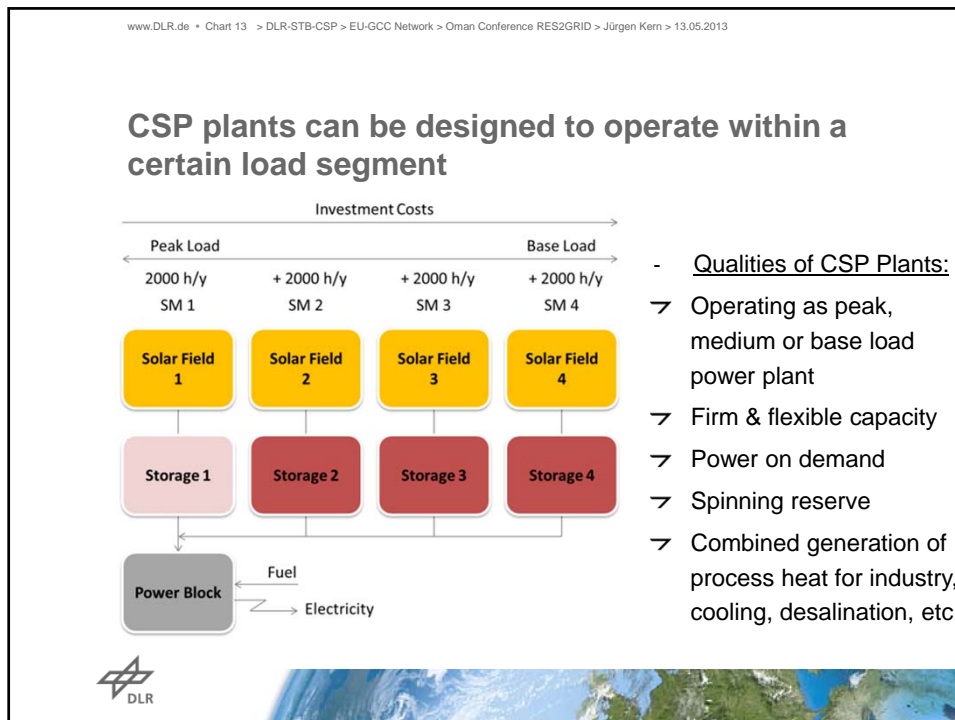 www.DLR.de • Chart 13 > DLR-STB-CSP > EU-GCC Network > Oman Conference RES2GRID > Jürgen Kern > 13.05.2013
CSP plants can be designed to operate within a
certain load segment
Investment Costs
Peak Load Base Load
2000 h/y + 2000 h/y + 2000 h/y + 2000 h/y
SM 1 SM 2 SM 3 SM 4
Solar Field Solar Field Solar Field Solar Field
1 2 3 4
Storage 1 Storage 2 Storage 3 Storage 4
Power Block
Fuel
Electricity
- Qualities of CSP Plants:
Operating as peak,
medium or base load
power plant
Firm & flexible capacity
Power on demand
Spinning reserve
Combined generation of
process heat for industry,
cooling, desalination, etc
DLR